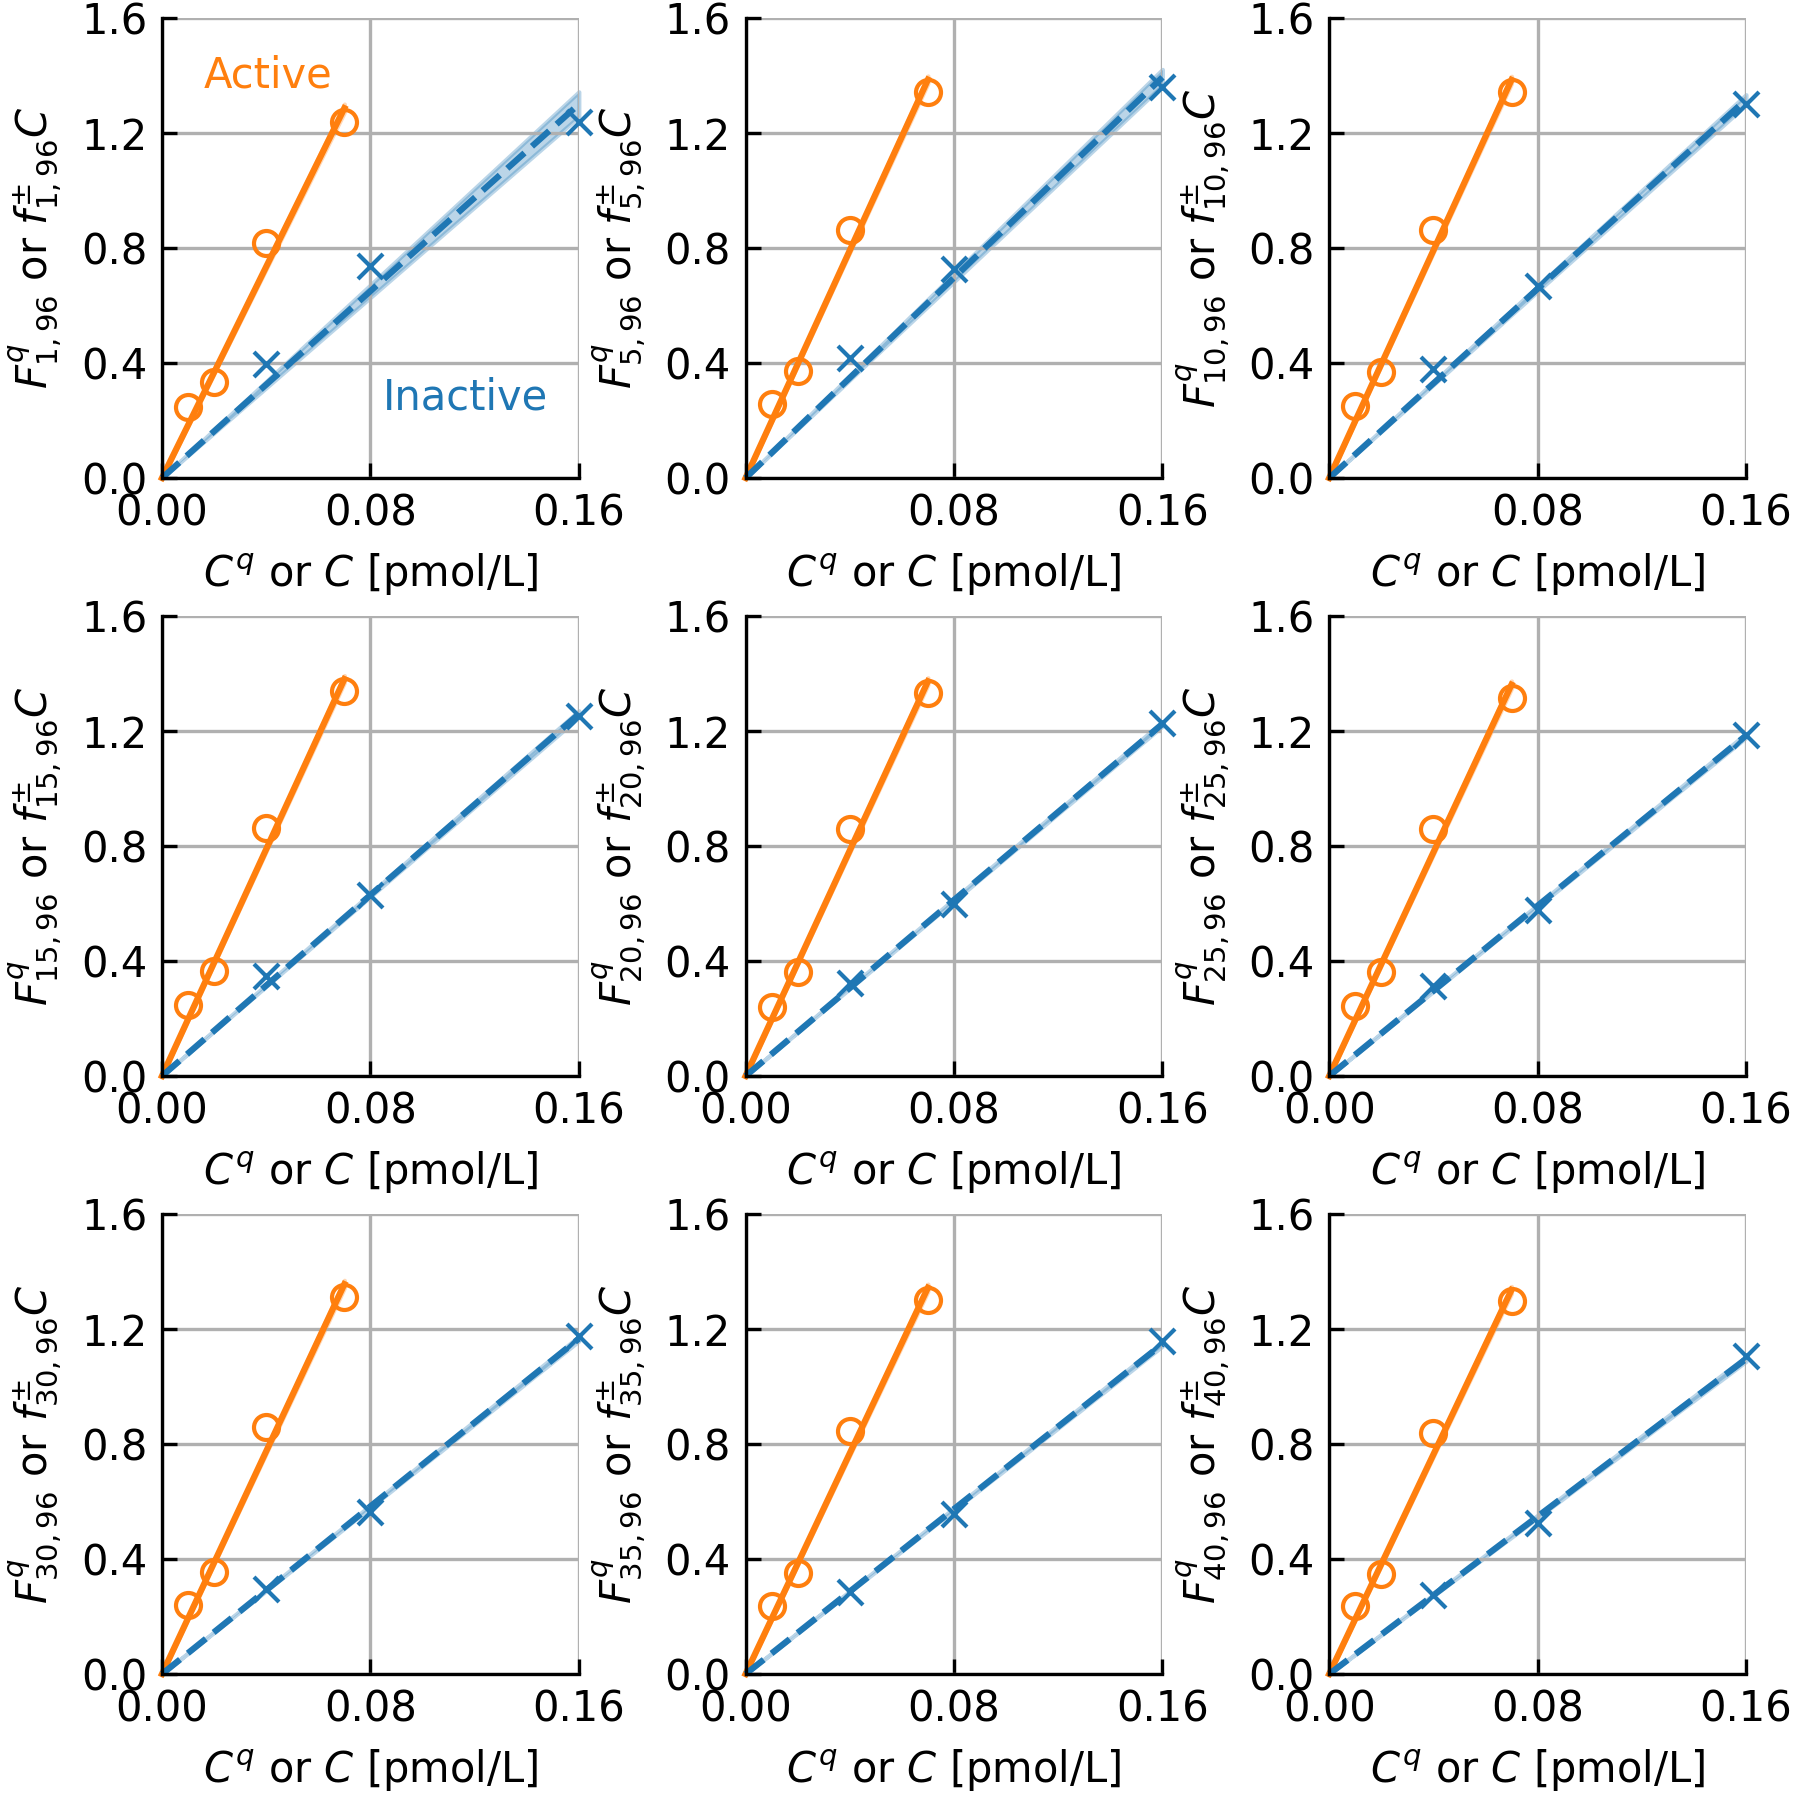 F^q_{1, 96} or f^±_{1, 96}C
1.6
1.2
0.8
0.4
0.0
Active
Inactive
0.00 0.08 0.16
C^q or C [pmol/L]
F^q_{5, 96} or f^±_{5, 96}C
1.6
1.2
0.8
0.4
0.0
0.00 0.08 0.16
C^q or C [pmol/L]
F^q_{10, 96} or f^±_{10, 96}C
1.6
1.2
0.8
0.4
0.0
0.00 0.08 0.16
C^q or C [pmol/L]
F^q_{15, 96} or f^±_{15, 96}C
1.6
1.2
0.8
0.4
0.0
0.00 0.08 0.16
C^q or C [pmol/L]
F^q_{20, 96} or f^±_{20, 96}C
1.6
1.2
0.8
0.4
0.0
0.00 0.08 0.16
C^q or C [pmol/L]
F^q_{25, 96} or f^±_{25, 96}C
1.6
1.2
0.8
0.4
0.0
0.00 0.08 0.16
C^q or C [pmol/L]
F^q_{30, 96} or f^±_{30, 96}C
1.6
1.2
0.8
0.4
0.0
0.00 0.08 0.16
C^q or C [pmol/L]
F^q_{35, 96} or f^±_{35, 96}C
1.6
1.2
0.8
0.4
0.0
0.00 0.08 0.16
C^q or C [pmol/L]
F^q_{40, 96} or f^±_{40, 96}C
1.6
1.2
0.8
0.4
0.0
0.00 0.08 0.16
C^q or C [pmol/L]